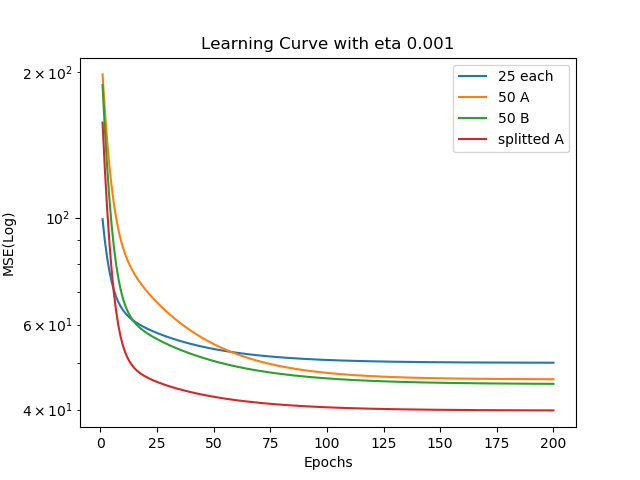 Learning Curve with eta 0.001
25 each
50 A
50 B
splitted A
MSE(Log)
2 × 10²
10²
6 × 10¹
4 × 10¹
0 25 50 75 100 125 150 175 200
Epochs